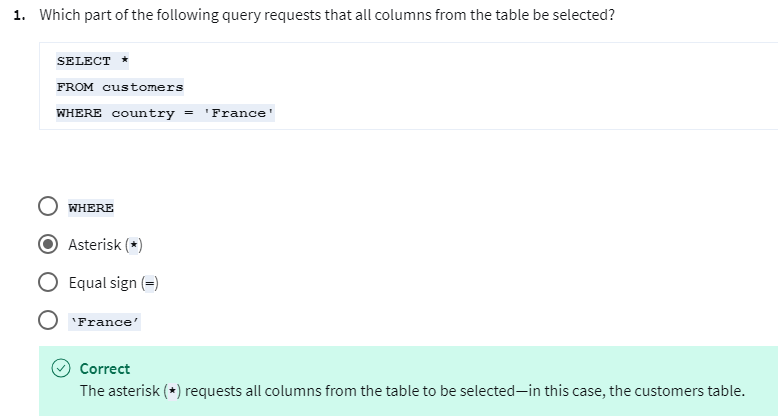 1. Which part of the following query requests that all columns from the table be selected?
SELECT *
FROM customers
WHERE country = 'France'
WHERE
Asterisk (*)
Equal sign (=)
‘France’
Correct
The asterisk (*) requests all columns from the table to be selected—in this case, the customers table.